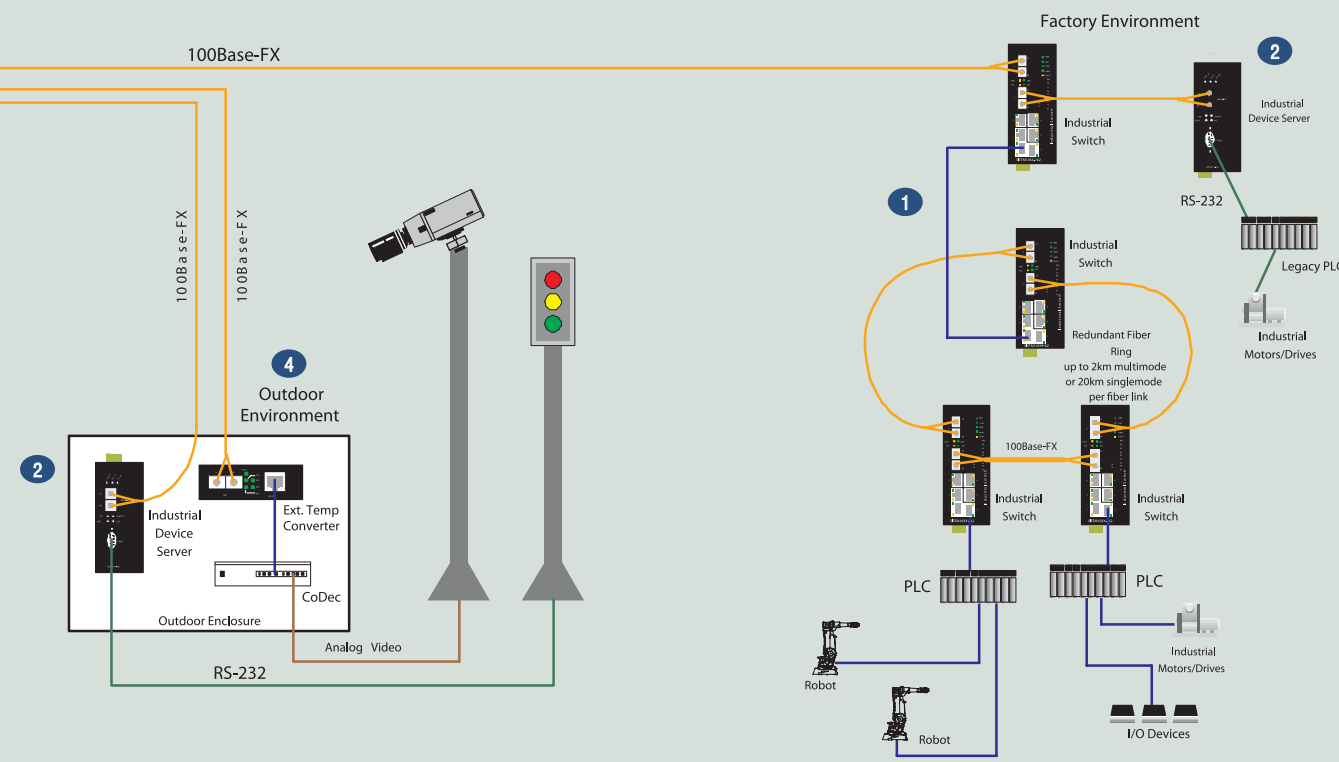 Factory Environment
100Base-FX
2
Industrial
Device Server
Industrial
Switch
RS-232
1
Legacy PLC
Industrial
Switch
Industrial
Motors/Drives
Redundant Fiber
Ring
up to 2km multimode
or 20km singlemode
per fiber link
100Base-FX
100Base-FX
4
Outdoor
Environment
2
Industrial
Device
Server
Ext. Temp
Converter
CoDec
Outdoor Enclosure
Analog Video
RS-232
100Base-FX
Industrial
Switch
Industrial
Switch
PLC
PLC
Industrial
Motors/Drives
Robot
Robot
I/O Devices